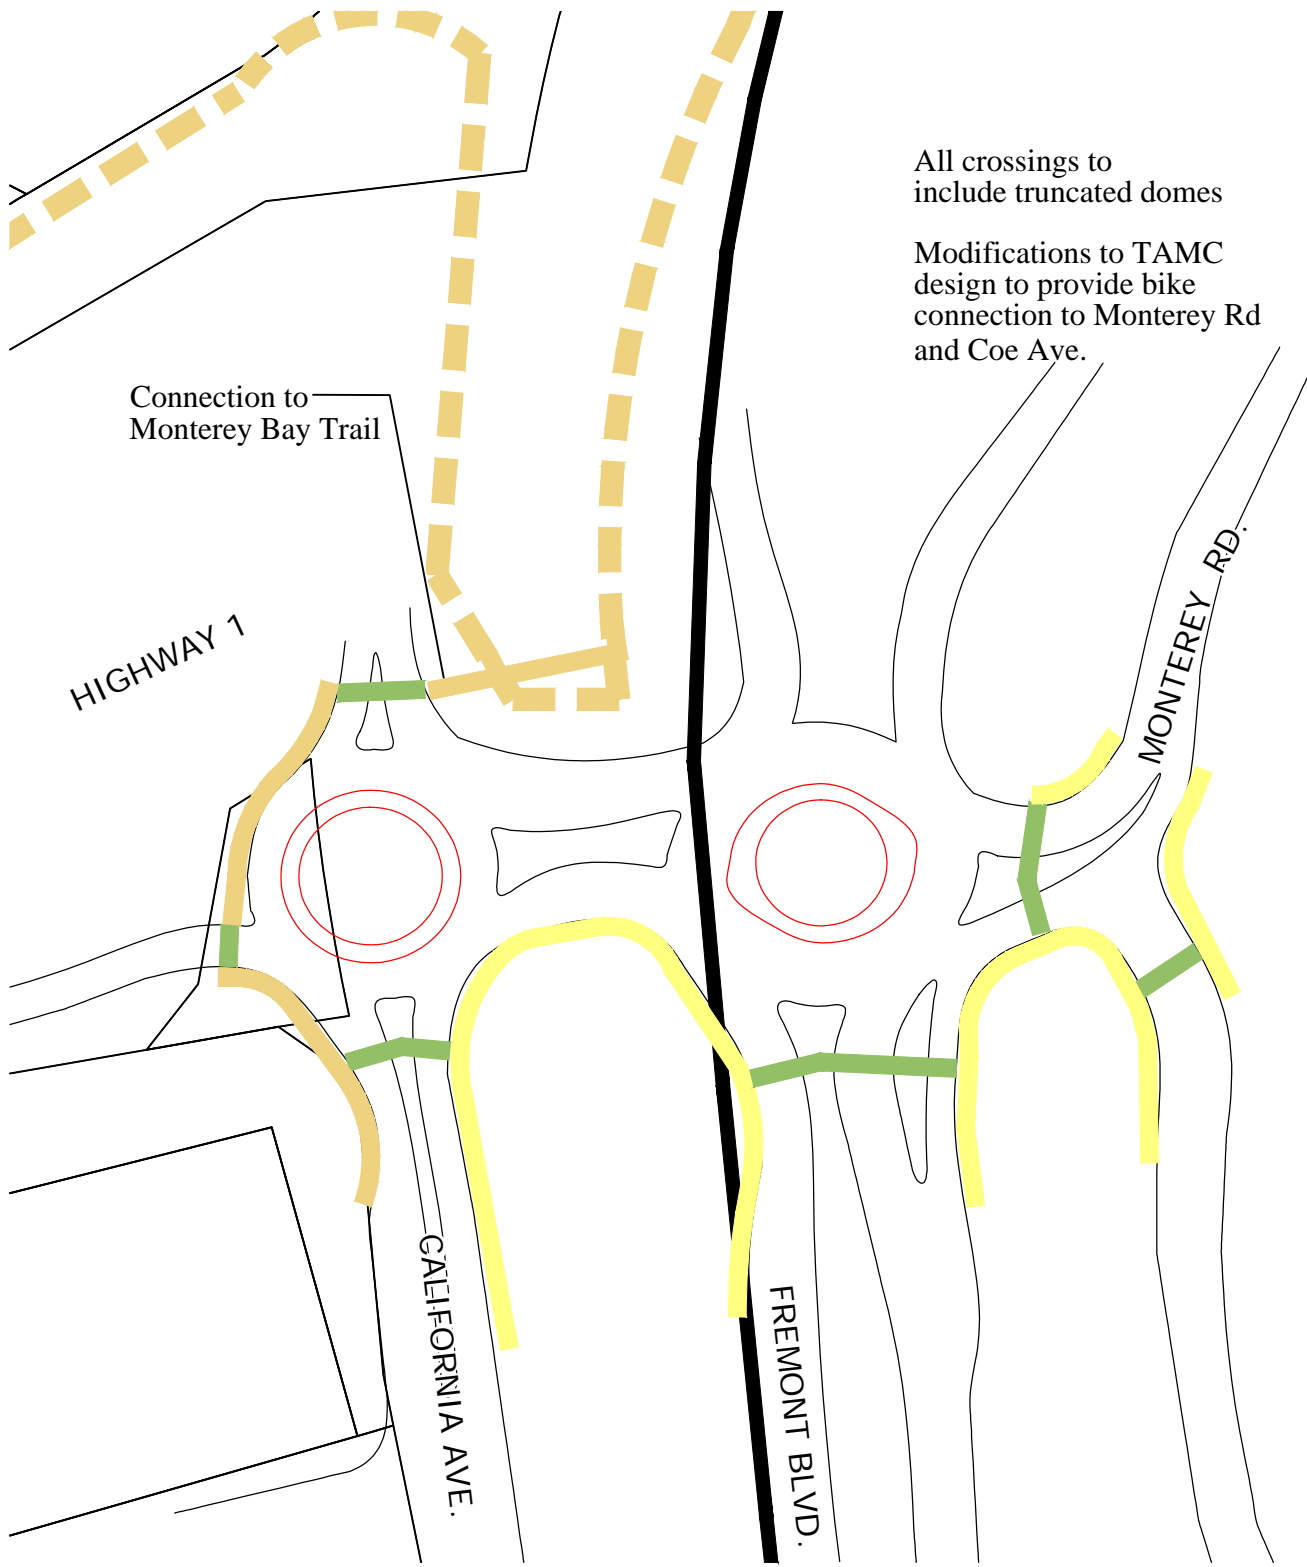 All crossings to
include truncated domes
Modifications to TAMC
design to provide bike
connection to Monterey Rd
and Coe Ave.
Connection to
Monterey Bay Trail
HIGHWAY 1
MONTEREY RD.
CALIFORNIA AVE.
FREMONT BLVD.